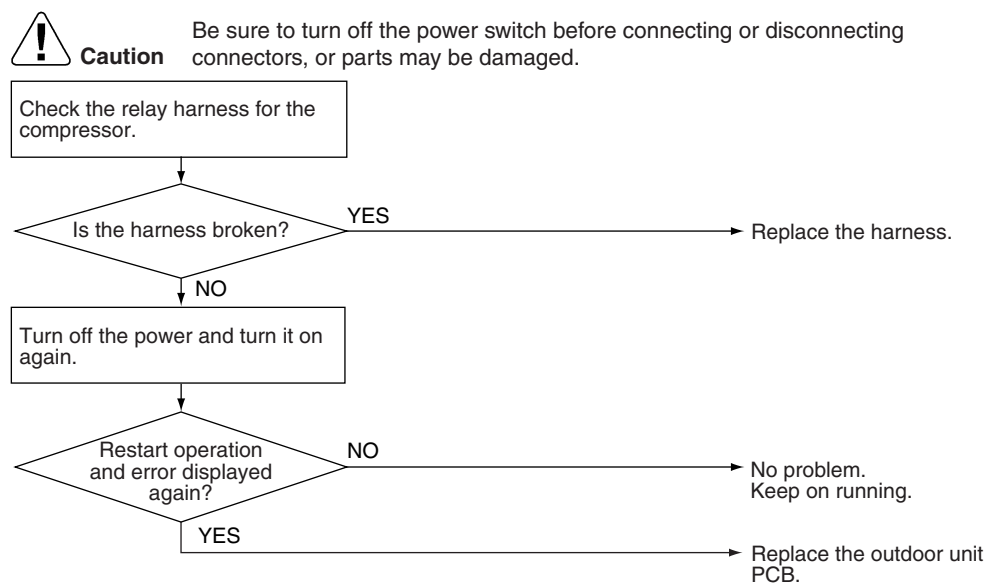 Be sure to turn off the power switch before connecting or disconnecting
Caution connectors, or parts may be damaged.
Check the relay harness for the
compressor.
Is the harness broken?
YES
Replace the harness.
NO
Turn off the power and turn it on
again.
Restart operation
and error displayed
again?
NO
No problem.
Keep on running.
YES
Replace the outdoor unit
PCB.